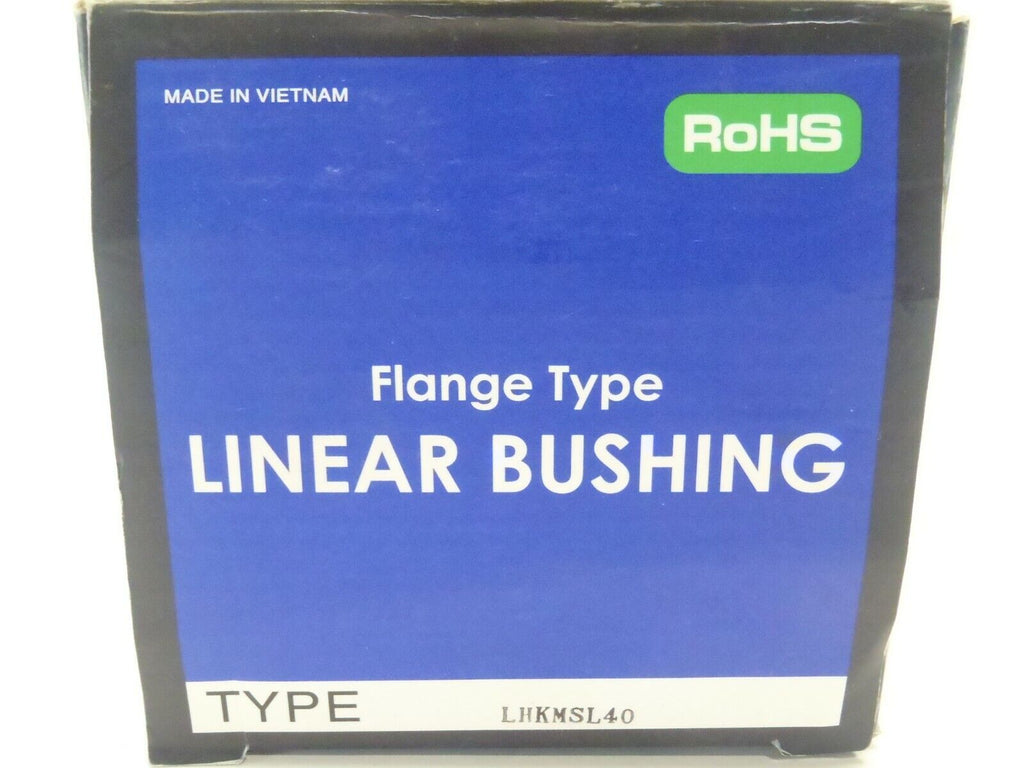 MADE IN VIETNAM
RoHS
Flange Type
LINEAR BUSHING
TYPE LHKMSL40